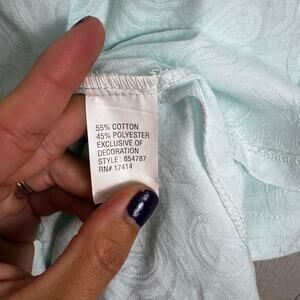 55% COTTON
45% POLYESTER
EXCLUSIVE OF
DECORATION
STYLE : 854787
RN# 17414